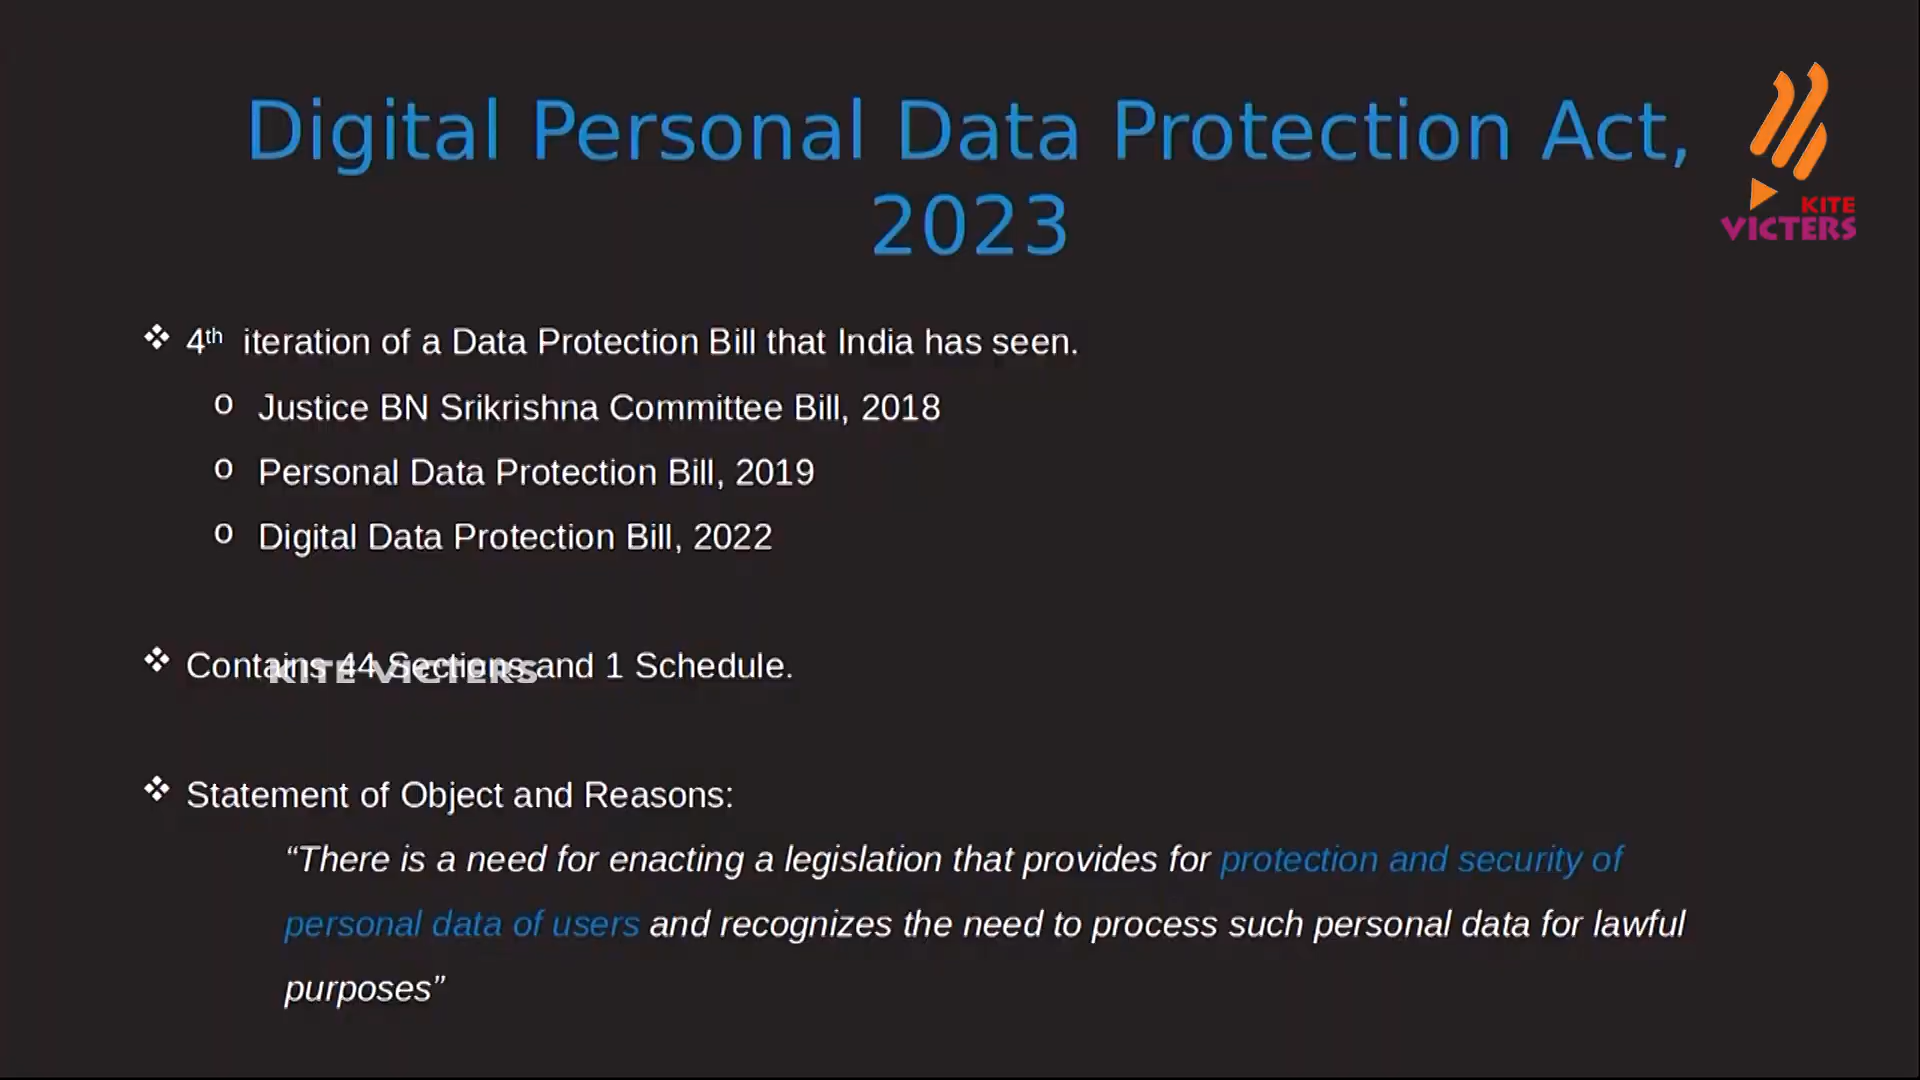 Digital Personal Data Protection Act,
2023
KITE
VICTERS
❖ 4th iteration of a Data Protection Bill that India has seen.
o Justice BN Srikrishna Committee Bill, 2018
o Personal Data Protection Bill, 2019
o Digital Data Protection Bill, 2022
❖ Contains 44 Sections and 1 Schedule.
KITE VICTERS
❖ Statement of Object and Reasons:
“There is a need for enacting a legislation that provides for protection and security of
personal data of users and recognizes the need to process such personal data for lawful
purposes”